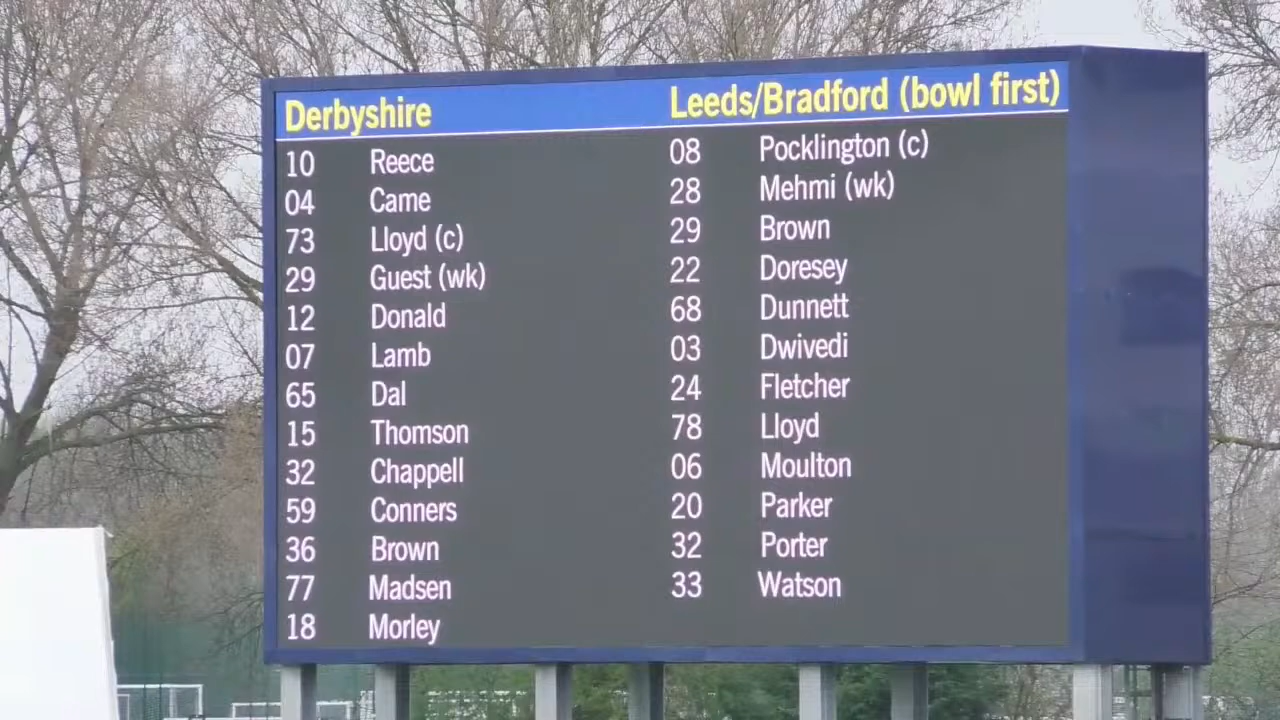 Derbyshire Leeds/Bradford (bowl first)
10 Reece 08 Pocklington (c)
04 Came 28 Mehmi (wk)
73 Lloyd (c) 29 Brown
29 Guest (wk) 22 Doresey
12 Donald 68 Dunnett
07 Lamb 03 Dwivedi
65 Dal 24 Fletcher
15 Thomson 78 Lloyd
32 Chappell 06 Moulton
59 Conners 20 Parker
36 Brown 32 Porter
77 Madsen 33 Watson
18 Morley